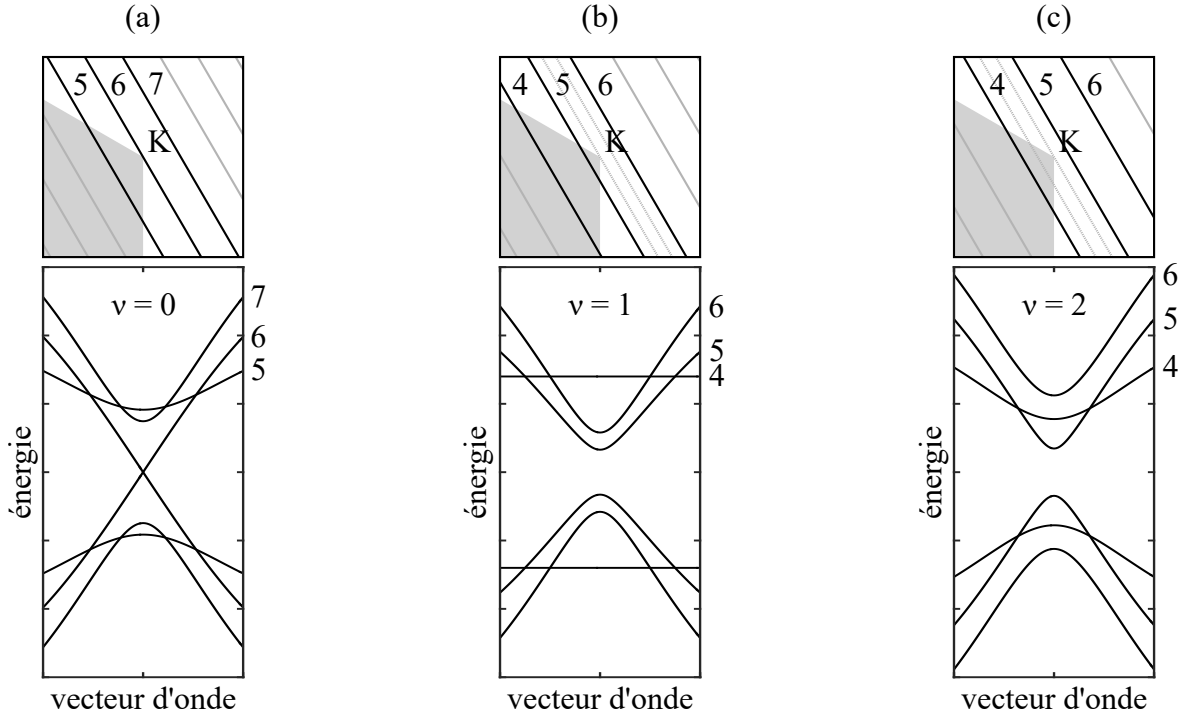 (a)
5 6 7
K
ν = 0
7
6
5
énergie
vecteur d'onde
(b)
4 5 6
K
ν = 1
6
5
4
énergie
vecteur d'onde
(c)
4 5 6
K
ν = 2
6
5
4
énergie
vecteur d'onde